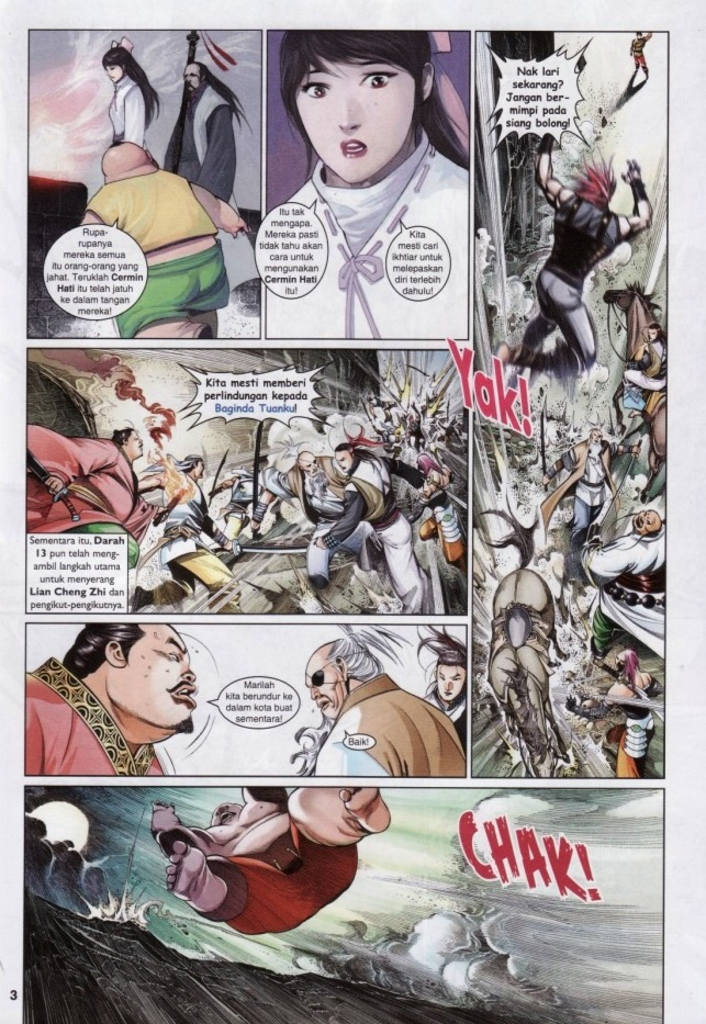 Rupa-
rupanya
mereka semua
itu orang-orang yang
jahat. Teruklah Cermin
Hati itu telah jatuh
ke dalam tangan
mereka!
Itu tak
mengapa.
Mereka pasti
tidak tahu akan
cara untuk
mengunakan
Cermin Hati
itu!
Kita
mesti cari
ikhtiar untuk
melepaskan
diri terlebih
dahulu!
Nak lari
sekarang?
Jangan ber-
mimpi pada
siang bolong!
Yak!
Kita mesti memberi
perlindungan kepada
Baginda Tuanku!
Sementara itu, Darah
13 pun telah meng-
ambil langkah utama
untuk menyerang
Lian Cheng Zhi dan
pengikut-pengikutnya.
Marilah
kita berundur ke
dalam kota buat
sementara!
Baik!
CHAK!
3